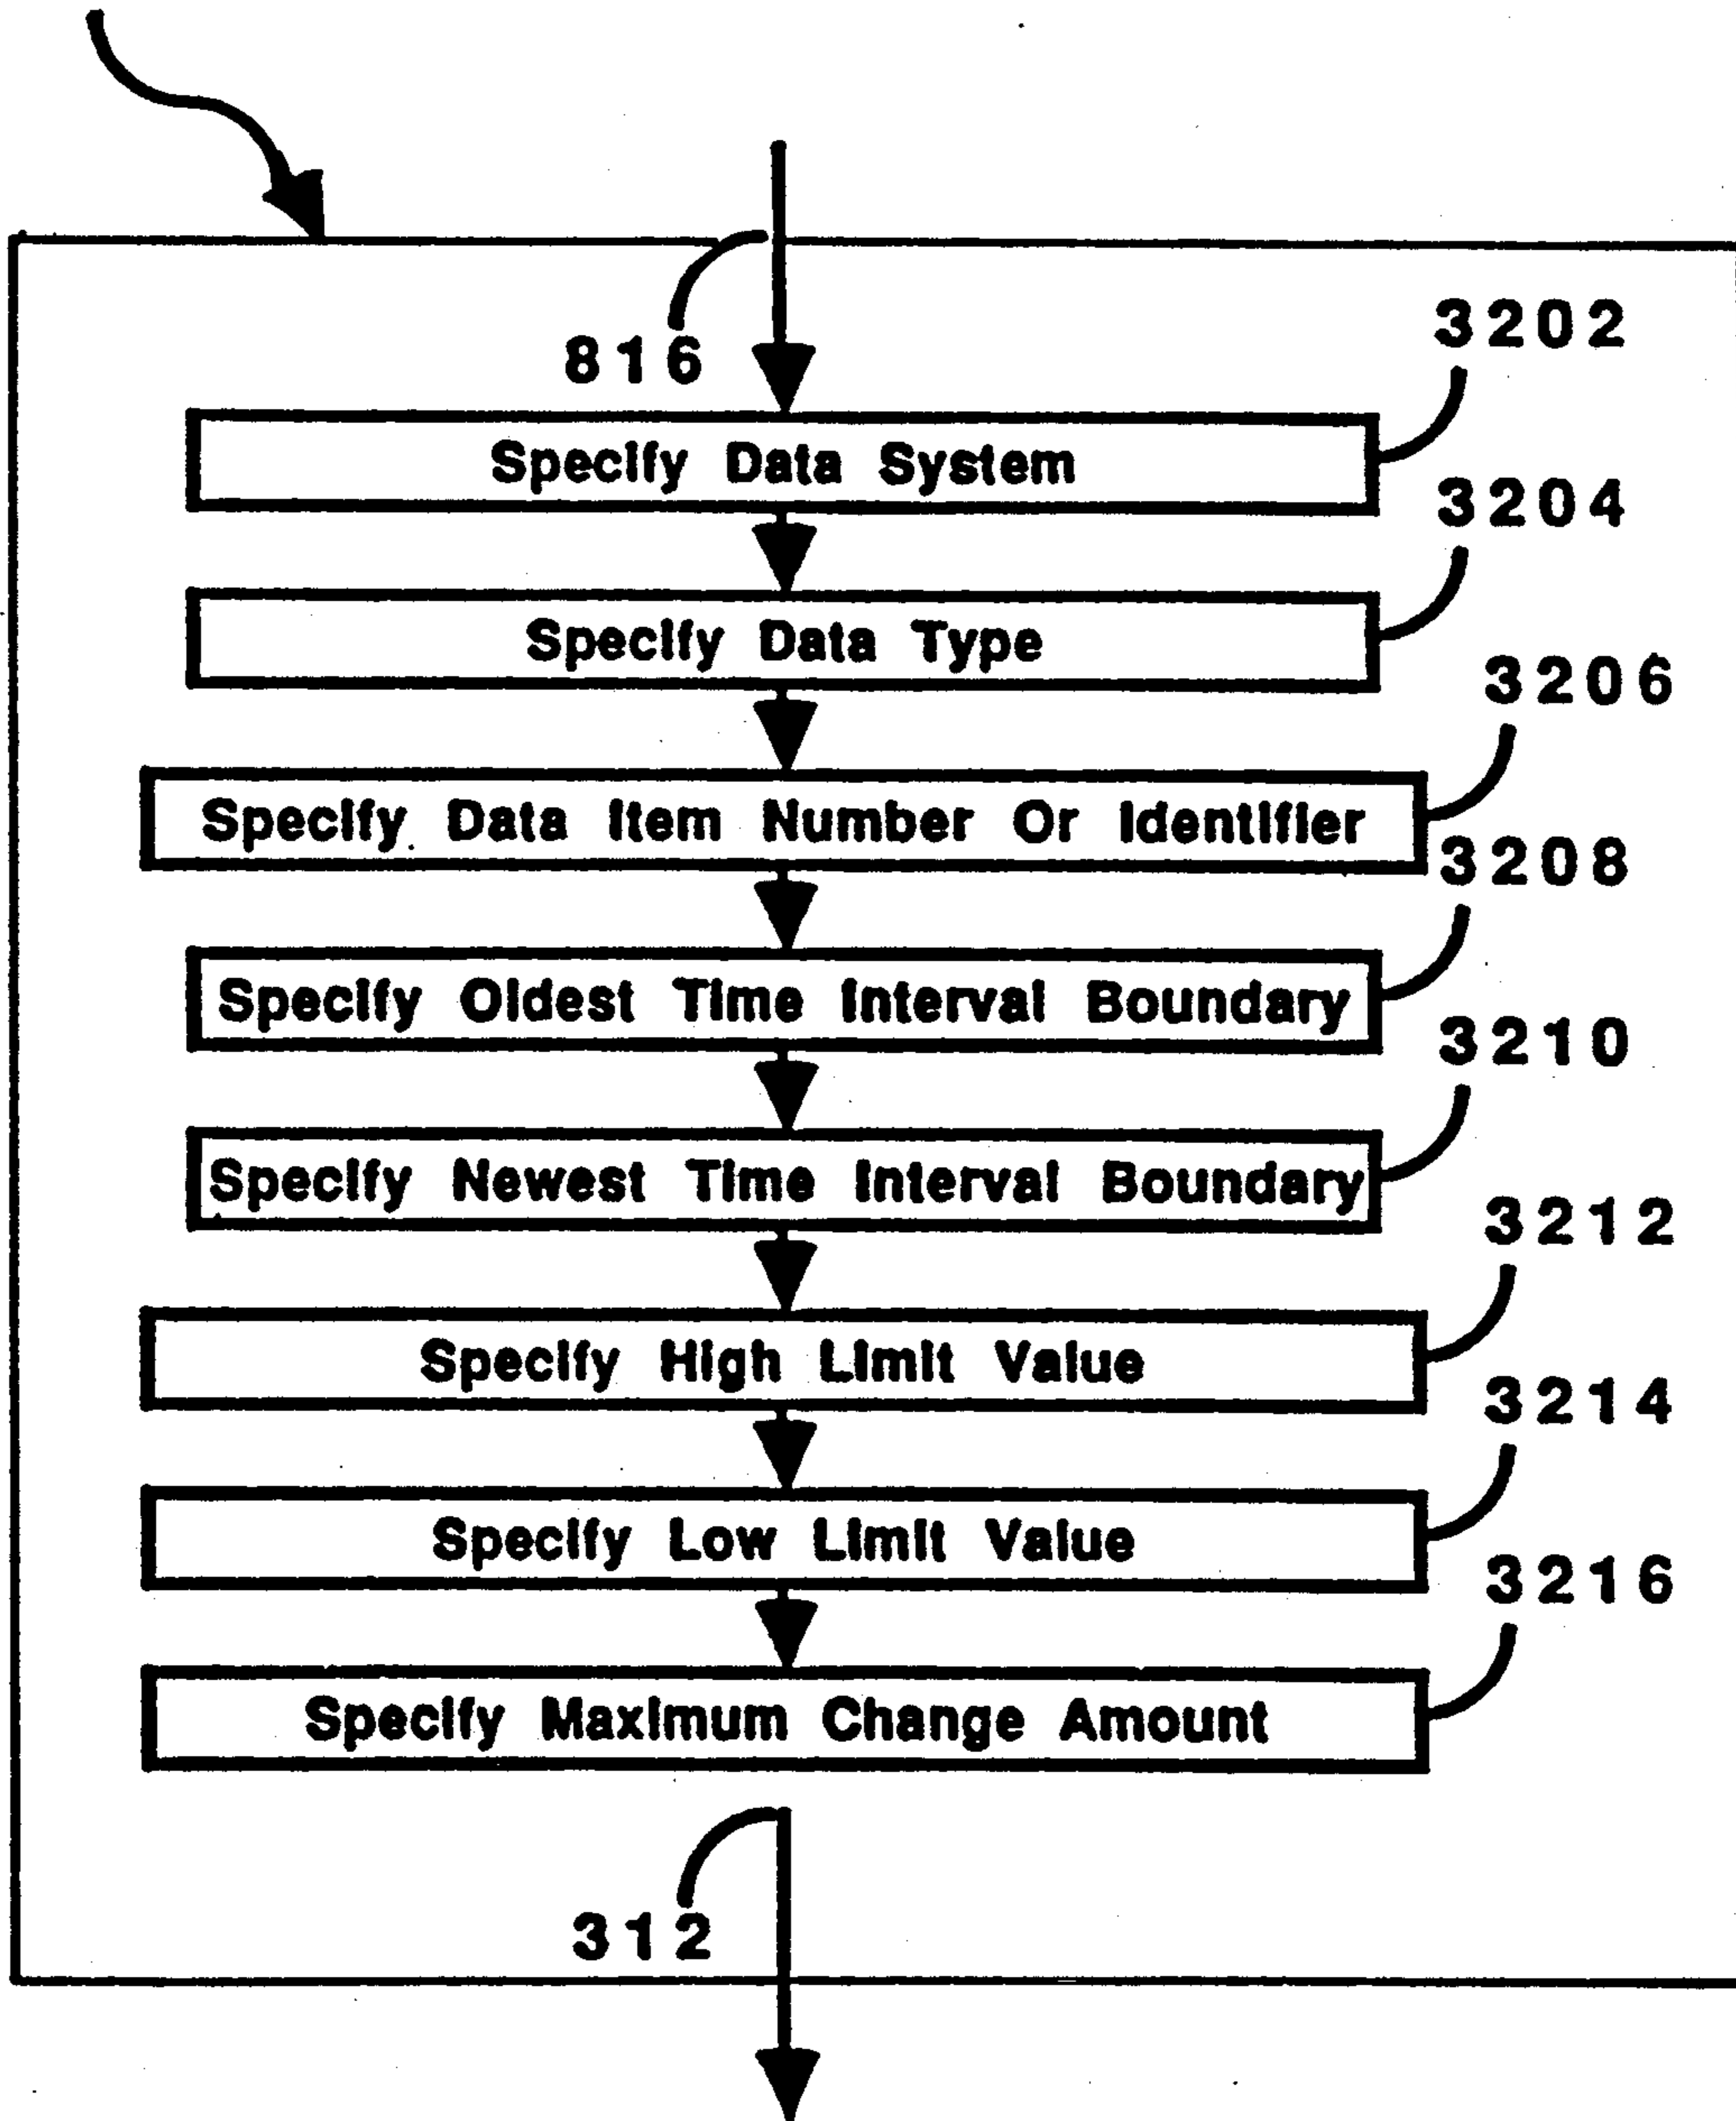 3202
816
Specify Data System
3204
Specify Data Type
3206
Specify Data Item Number Or Identifier
3208
Specify Oldest Time Interval Boundary
3210
Specify Newest Time Interval Boundary
3212
Specify High Limit Value
3214
Specify Low Limit Value
3216
Specify Maximum Change Amount
312